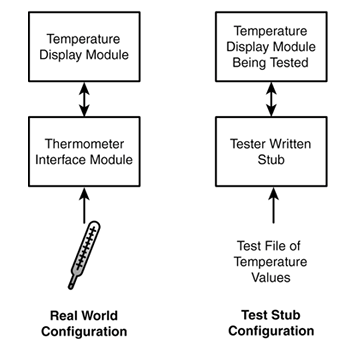 Temperature
Display Module
Thermometer
Interface Module
Real World
Configuration
Temperature
Display Module
Being Tested
Tester Written
Stub
Test File of
Temperature
Values
Test Stub
Configuration